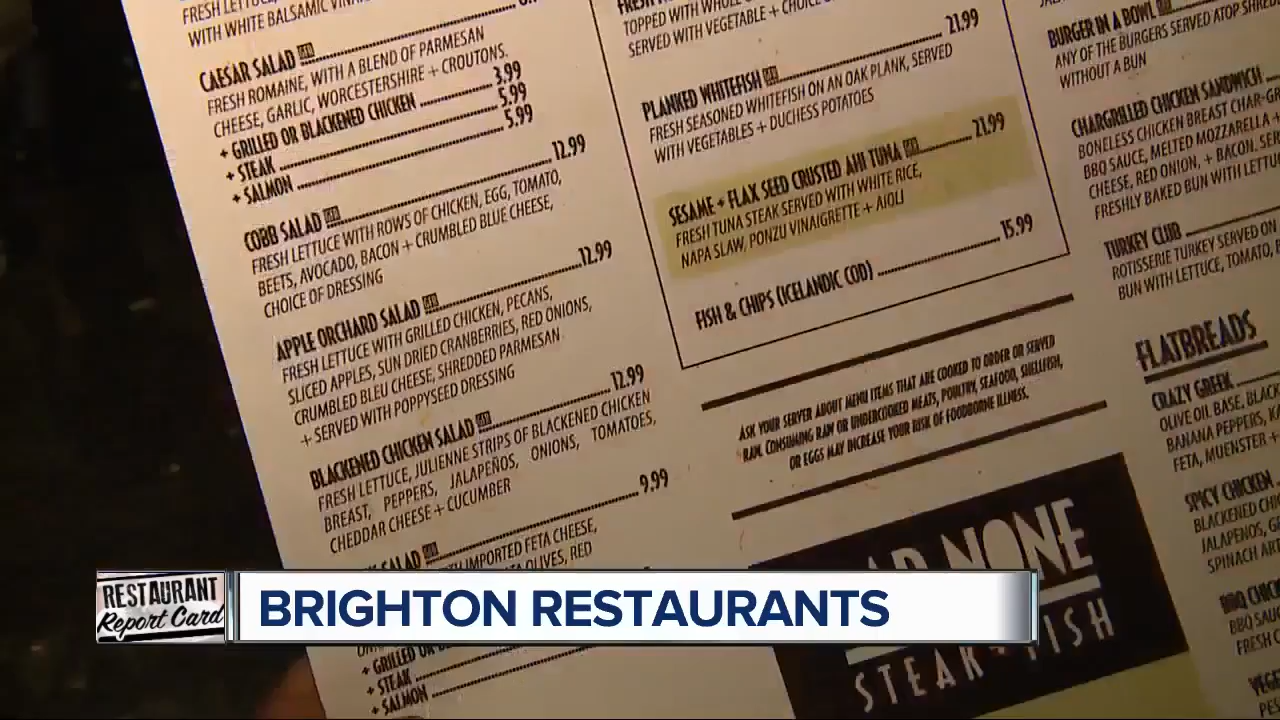 FRESH LETTUCE,
WITH WHITE BALSAMIC
CAESAR SALAD
FRESH ROMAINE, WITH A BLEND OF PARMESAN
CHEESE, GARLIC, WORCESTERSHIRE + CROUTONS.
+ GRILLED OR BLACKENED CHICKEN 3.99
+ STEAK 5.99
+ SALMON 5.99
COBB SALAD 12.99
FRESH LETTUCE WITH ROWS OF CHICKEN, EGG, TOMATO,
BEETS, AVOCADO, BACON + CRUMBLED BLUE CHEESE,
CHOICE OF DRESSING
APPLE ORCHARD SALAD 12.99
FRESH LETTUCE WITH GRILLED CHICKEN, PECANS,
SLICED APPLES, SUN DRIED CRANBERRIES, RED ONIONS,
CRUMBLED BLEU CHEESE, SHREDDED PARMESAN
+ SERVED WITH POPPYSEED DRESSING
BLACKENED CHICKEN SALAD 12.99
FRESH LETTUCE, JULIENNE STRIPS OF BLACKENED CHICKEN
BREAST, PEPPERS, JALAPEÑOS, ONIONS, TOMATOES,
CHEDDAR CHEESE + CUCUMBER
SALAD 9.99
IMPORTED FETA CHEESE,
OLIVES, RED
+ GRILLED OR
+ STEAK
+ SALMON
TOPPED WITH WHOLE
SERVED WITH VEGETABLE + CHOICE
PLANKED WHITEFISH 21.99
FRESH SEASONED WHITEFISH ON AN OAK PLANK, SERVED
WITH VEGETABLES + DUCHESS POTATOES
SESAME + FLAX SEED CRUSTED AHI TUNA 21.99
FRESH TUNA STEAK SERVED WITH WHITE RICE,
NAPA SLAW, PONZU VINAIGRETTE + AIOLI
FISH & CHIPS (ICELANDIC COD) 15.99
ASK YOUR SERVER ABOUT MENU ITEMS THAT ARE COOKED TO ORDER OR SERVED
RAW. CONSUMING RAW OR UNDERCOOKED MEATS, POULTRY, SEAFOOD, SHELLFISH,
OR EGGS MAY INCREASE YOUR RISK OF FOODBORNE ILLNESS.
NONE
STEAK + FISH
BURGER IN A BOWL
ANY OF THE BURGERS SERVED ATOP
WITHOUT A BUN
CHARGRILLED CHICKEN SANDWICH
BONELESS CHICKEN BREAST
BBQ SAUCE, MELTED MOZZARELLA
CHEESE, RED ONION, + BACON.
FRESHLY BAKED BUN WITH
TURKEY CLUB
ROTISSERIE TURKEY SERVED ON
BUN WITH LETTUCE, TOMATO,
FLATBREADS
CRAZY GREEK
OLIVE OIL BASE,
BANANA PEPPERS,
FETA, MUENSTER +
SPICY CHICKEN
BLACKENED
JALAPENOS,
SPINACH
BBQ
BBQ
FRESH
RESTAURANT
Report Card
BRIGHTON RESTAURANTS